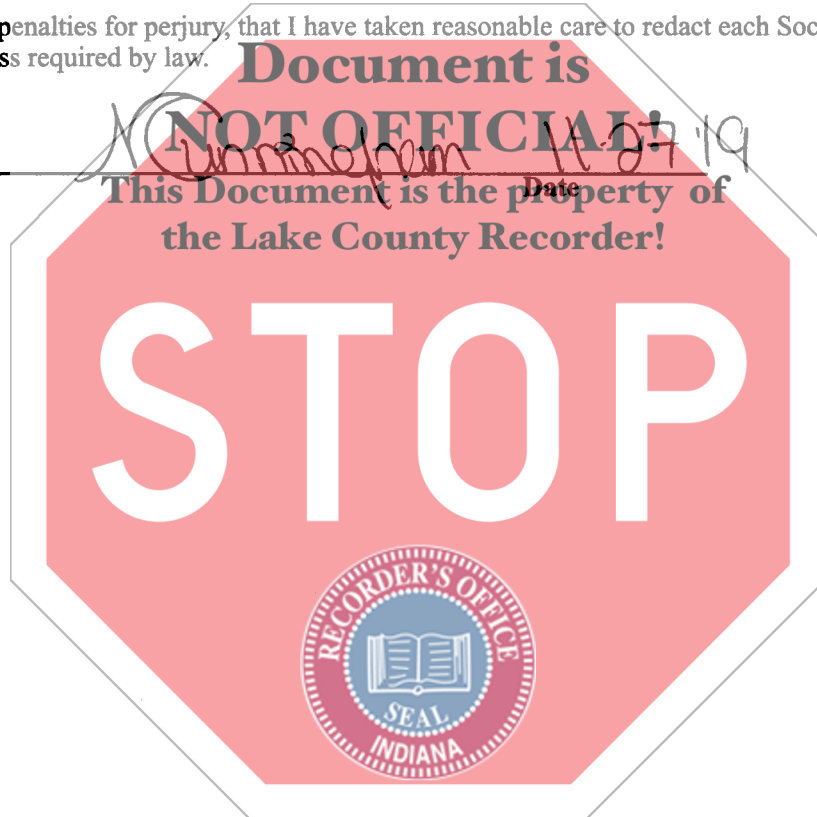 penalties for perjury, that I have taken reasonable care to redact each Soc
ss required by law.
Document is
NOT OFFICIAL!
N Cunningham 11-27-19
Date
This Document is the property of
the Lake County Recorder!
STOP
RECORDER'S OFFICE
SEAL
INDIANA